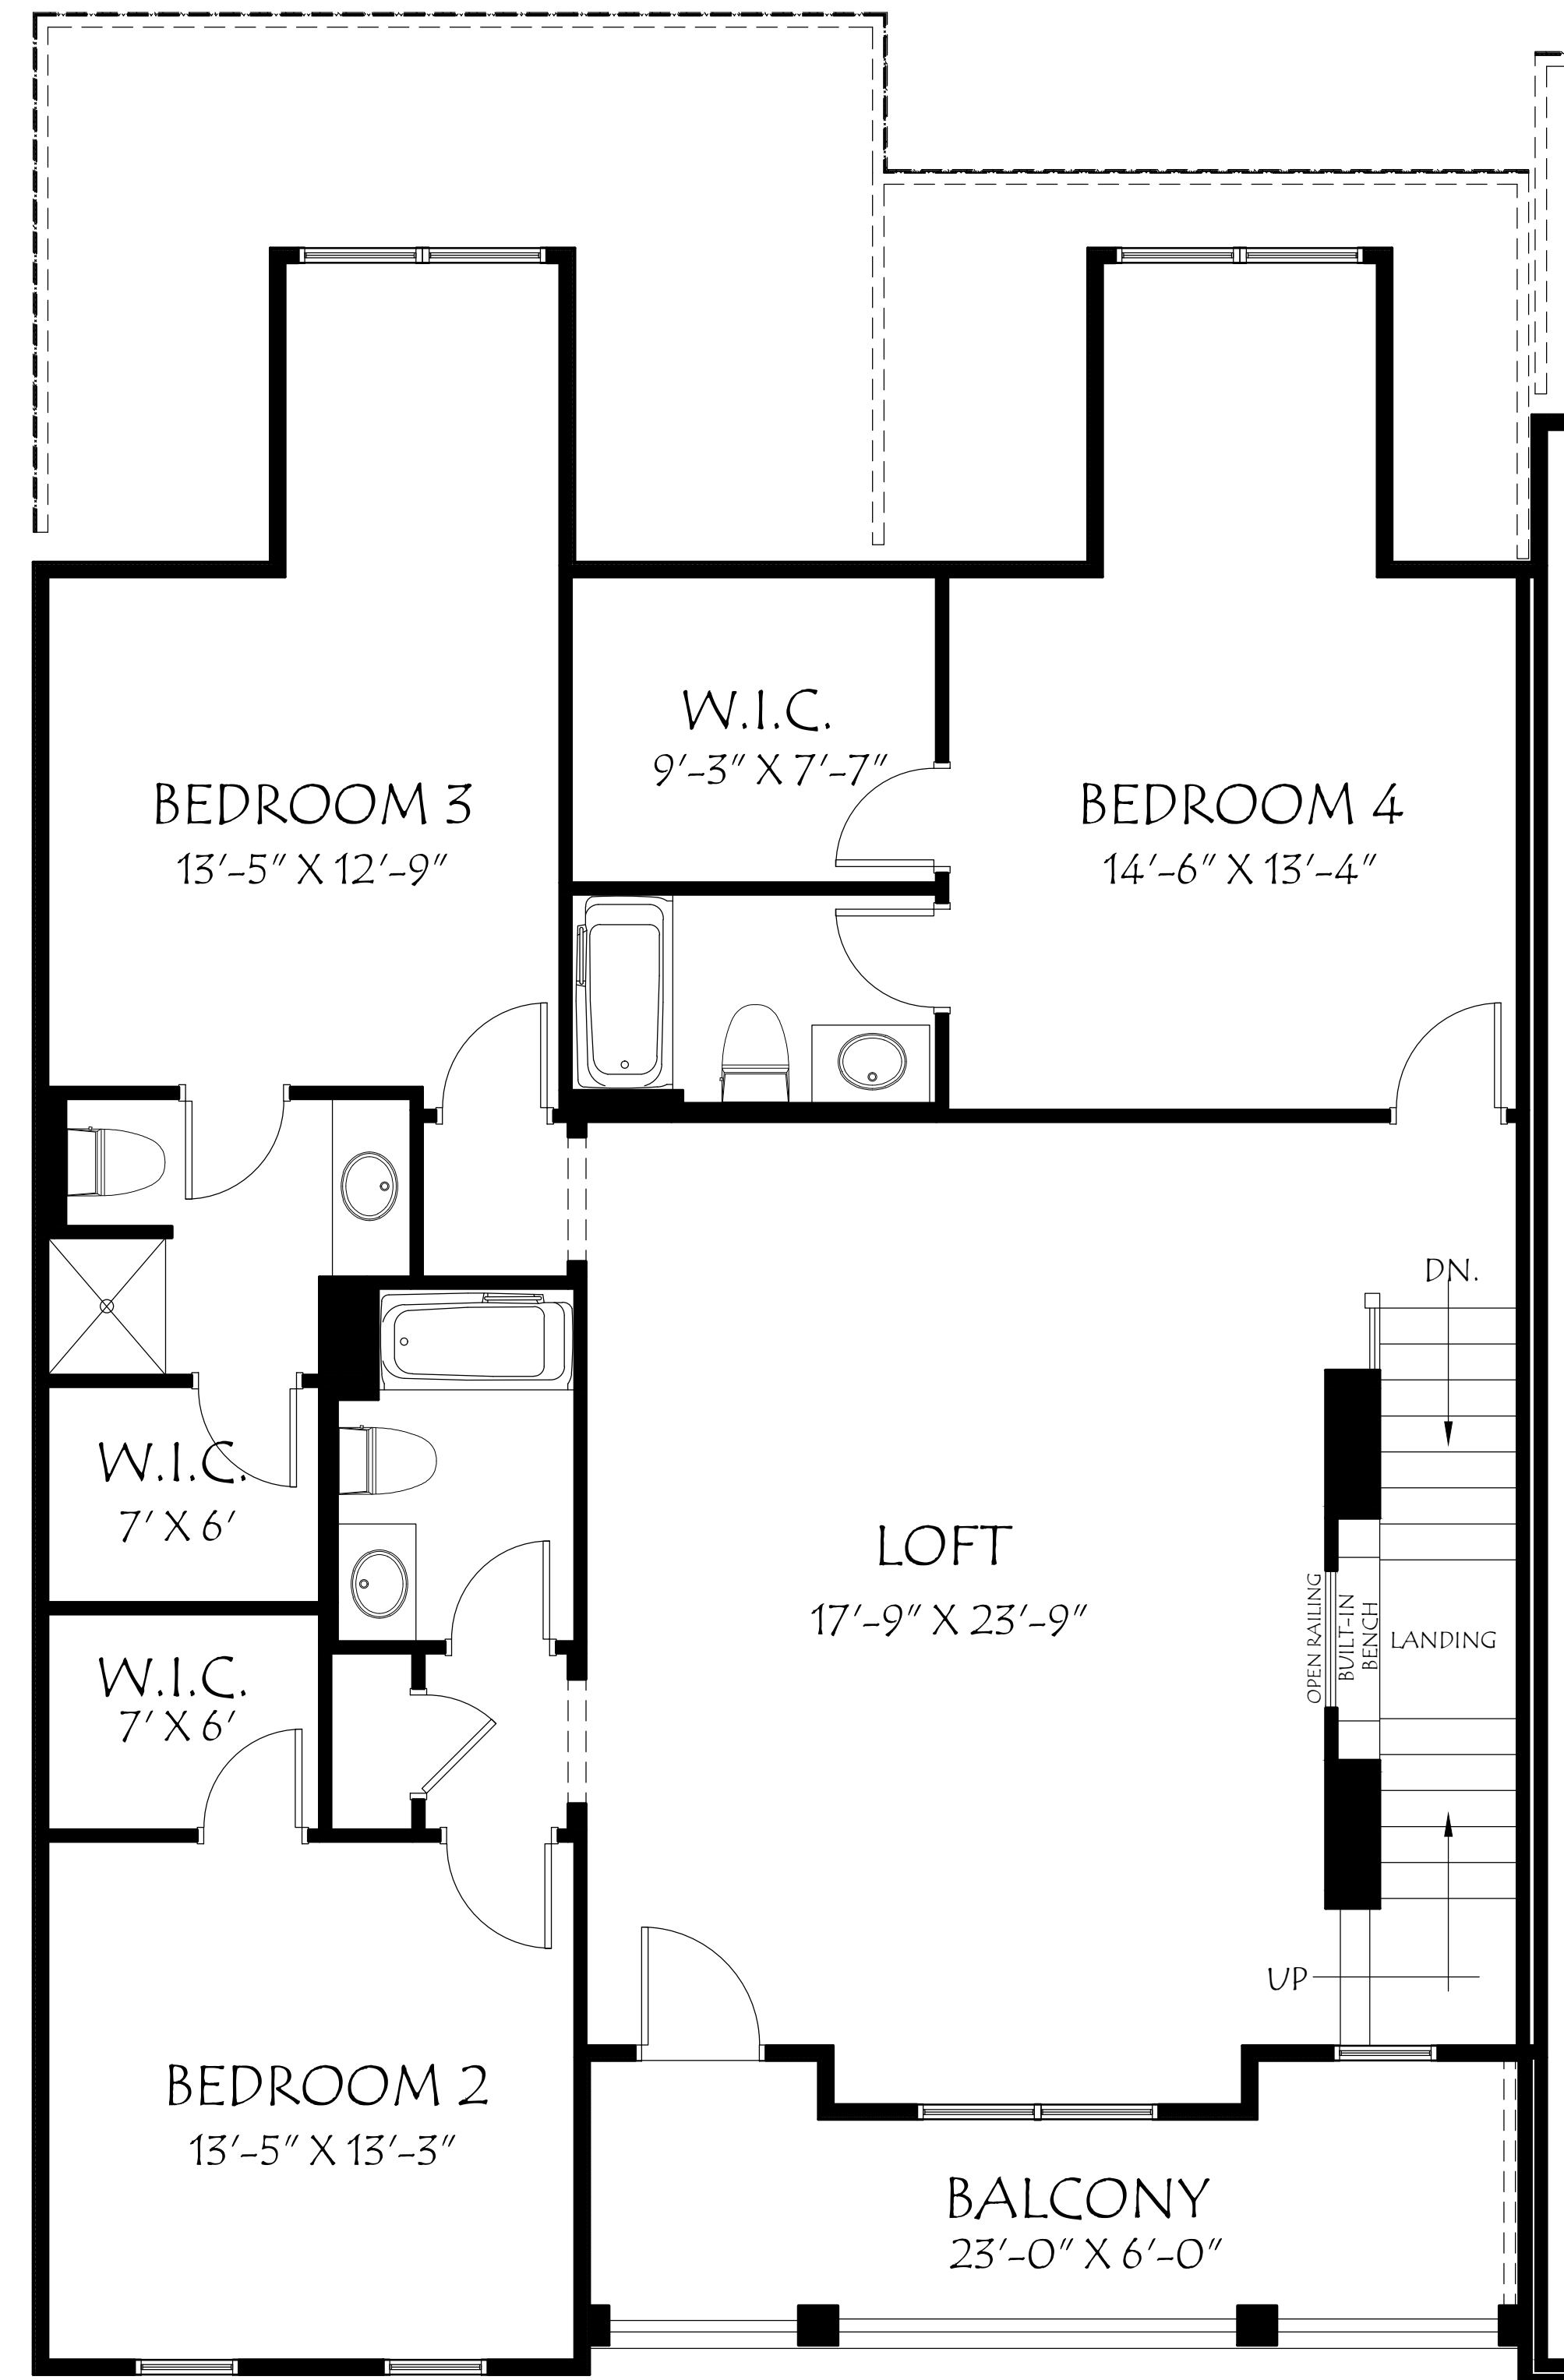 W.I.C.
9'-3" X 7'-7"
BEDROOM 3
13'-5" X 12'-9"
BEDROOM 4
14'-6" X 13'-4"
DN.
W.I.C.
7' X 6'
LOFT
17'-9" X 23'-9"
OPEN RAILING
BUILT-IN
BENCH
LANDING
W.I.C.
7' X 6'
UP
BEDROOM 2
13'-5" X 13'-3"
BALCONY
23'-0" X 6'-0"